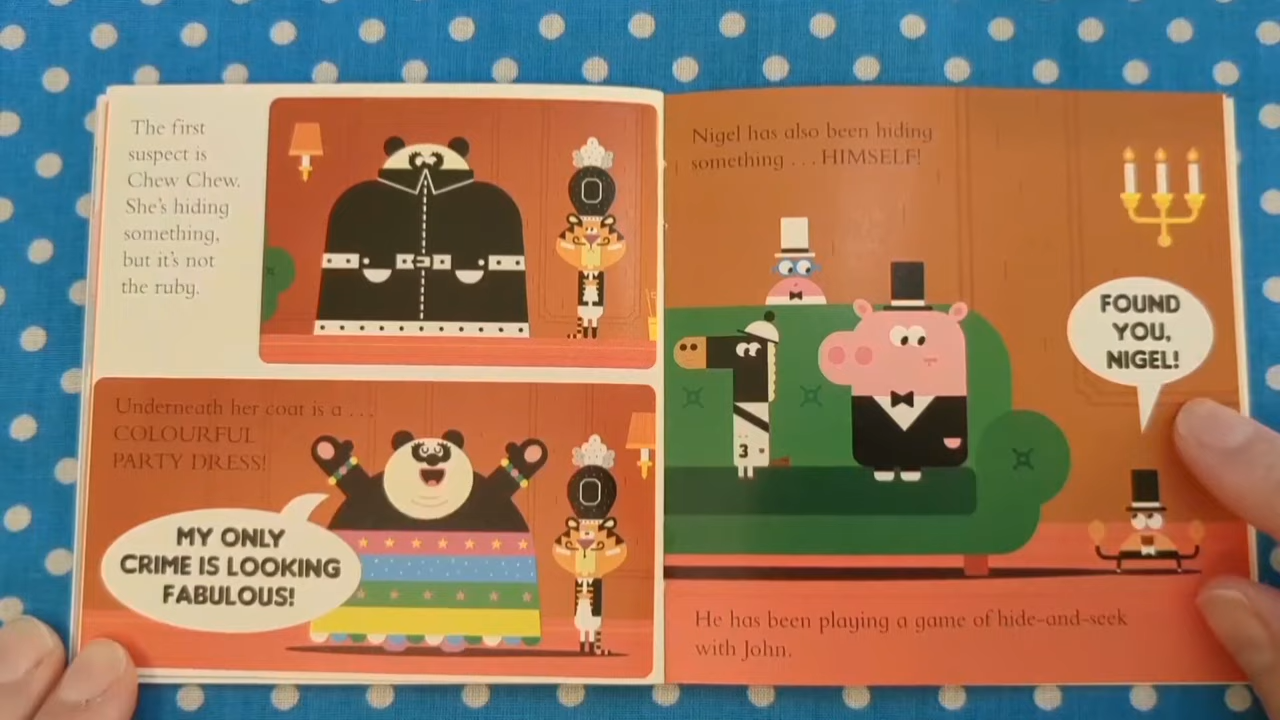 The first
suspect is
Chew Chew.
She's hiding
something,
but it's not
the ruby.
Underneath her coat is a . . .
COLOURFUL
PARTY DRESS!
MY ONLY
CRIME IS LOOKING
FABULOUS!
Nigel has also been hiding
something . . . HIMSELF!
3
FOUND
YOU,
NIGEL!
He has been playing a game of hide-and-seek
with John.